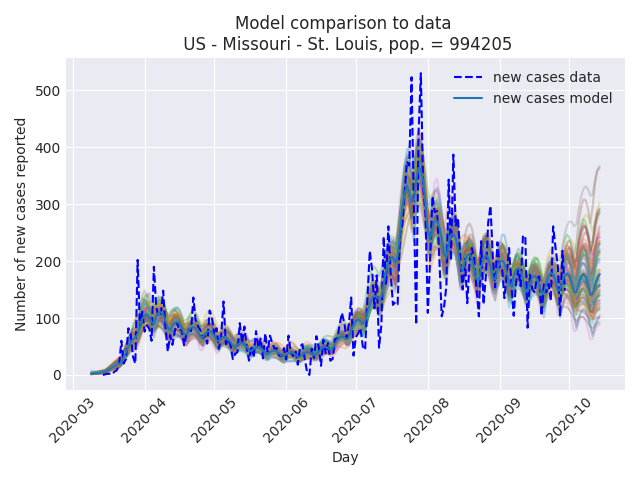 Model comparison to data
US - Missouri - St. Louis, pop. = 994205
new cases data
new cases model
Number of new cases reported
500
400
300
200
100
0
2020-03
2020-04
2020-05
2020-06
2020-07
2020-08
2020-09
2020-10
Day